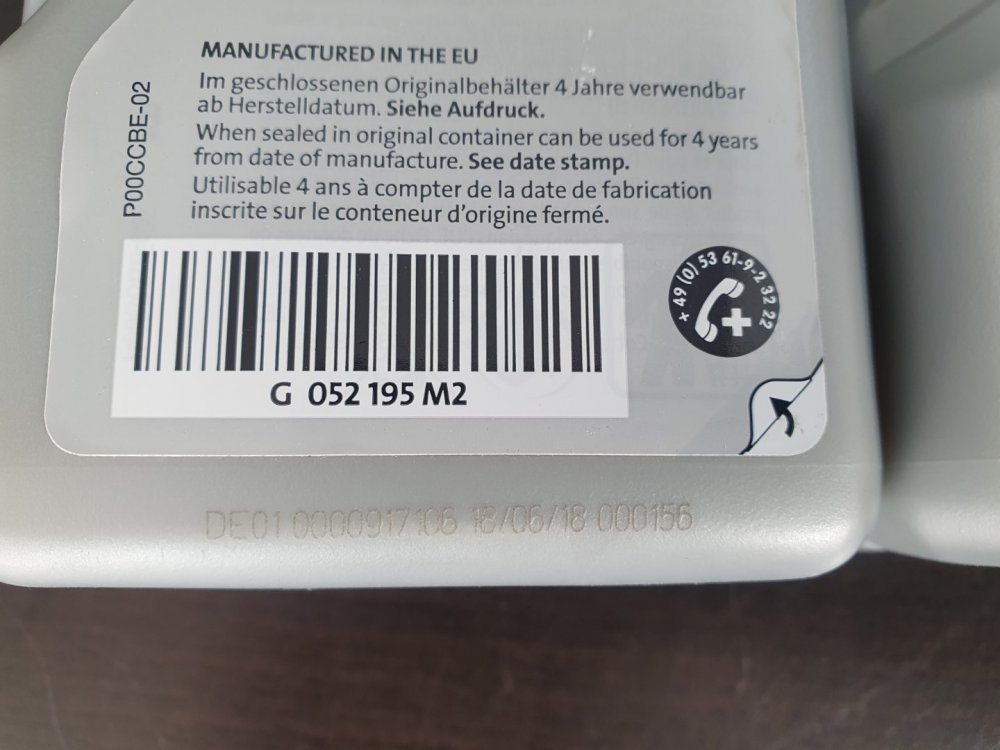 MANUFACTURED IN THE EU
Im geschlossenen Originalbehälter 4 Jahre verwendbar
ab Herstelldatum. Siehe Aufdruck.
When sealed in original container can be used for 4 years
from date of manufacture. See date stamp.
Utilisable 4 ans à compter de la date de fabrication
inscrite sur le conteneur d'origine fermé.
P00CCBE-02
+ 49 (0) 53 61-9-2 32 22
G 052 195 M2
DE01 0000917106 18/06/18 000156